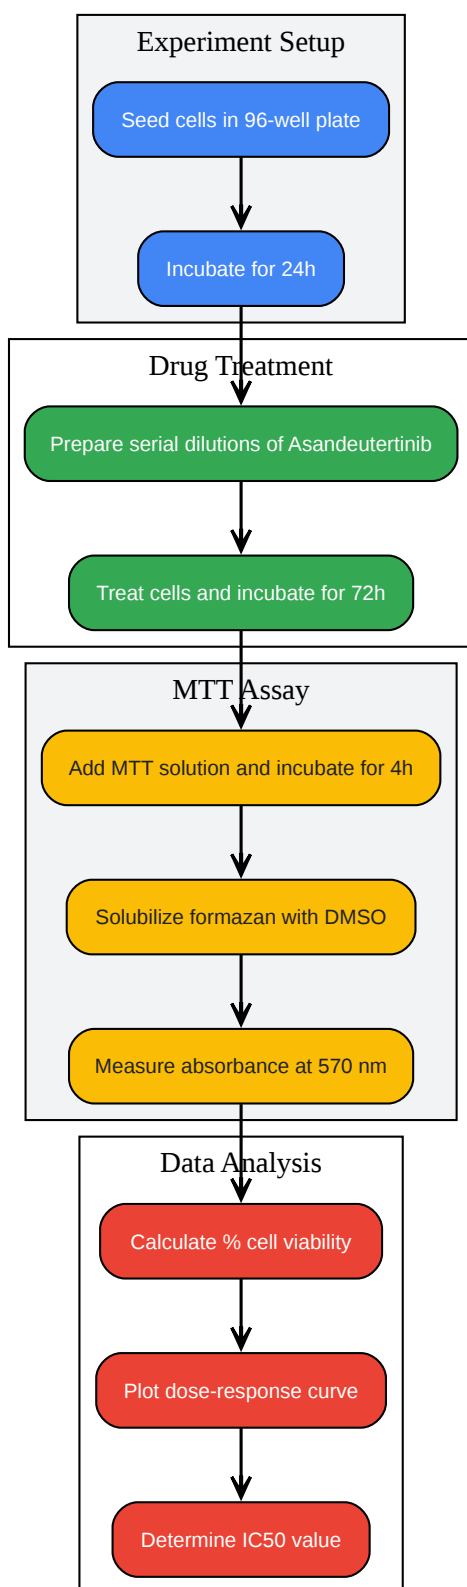 Experiment Setup
Seed cells in 96-well plate
Incubate for 24h
Drug Treatment
Prepare serial dilutions of Asandeutertinib
Treat cells and incubate for 72h
MTT Assay
Add MTT solution and incubate for 4h
Solubilize formazan with DMSO
Measure absorbance at 570 nm
Data Analysis
Calculate % cell viability
Plot dose-response curve
Determine IC50 value